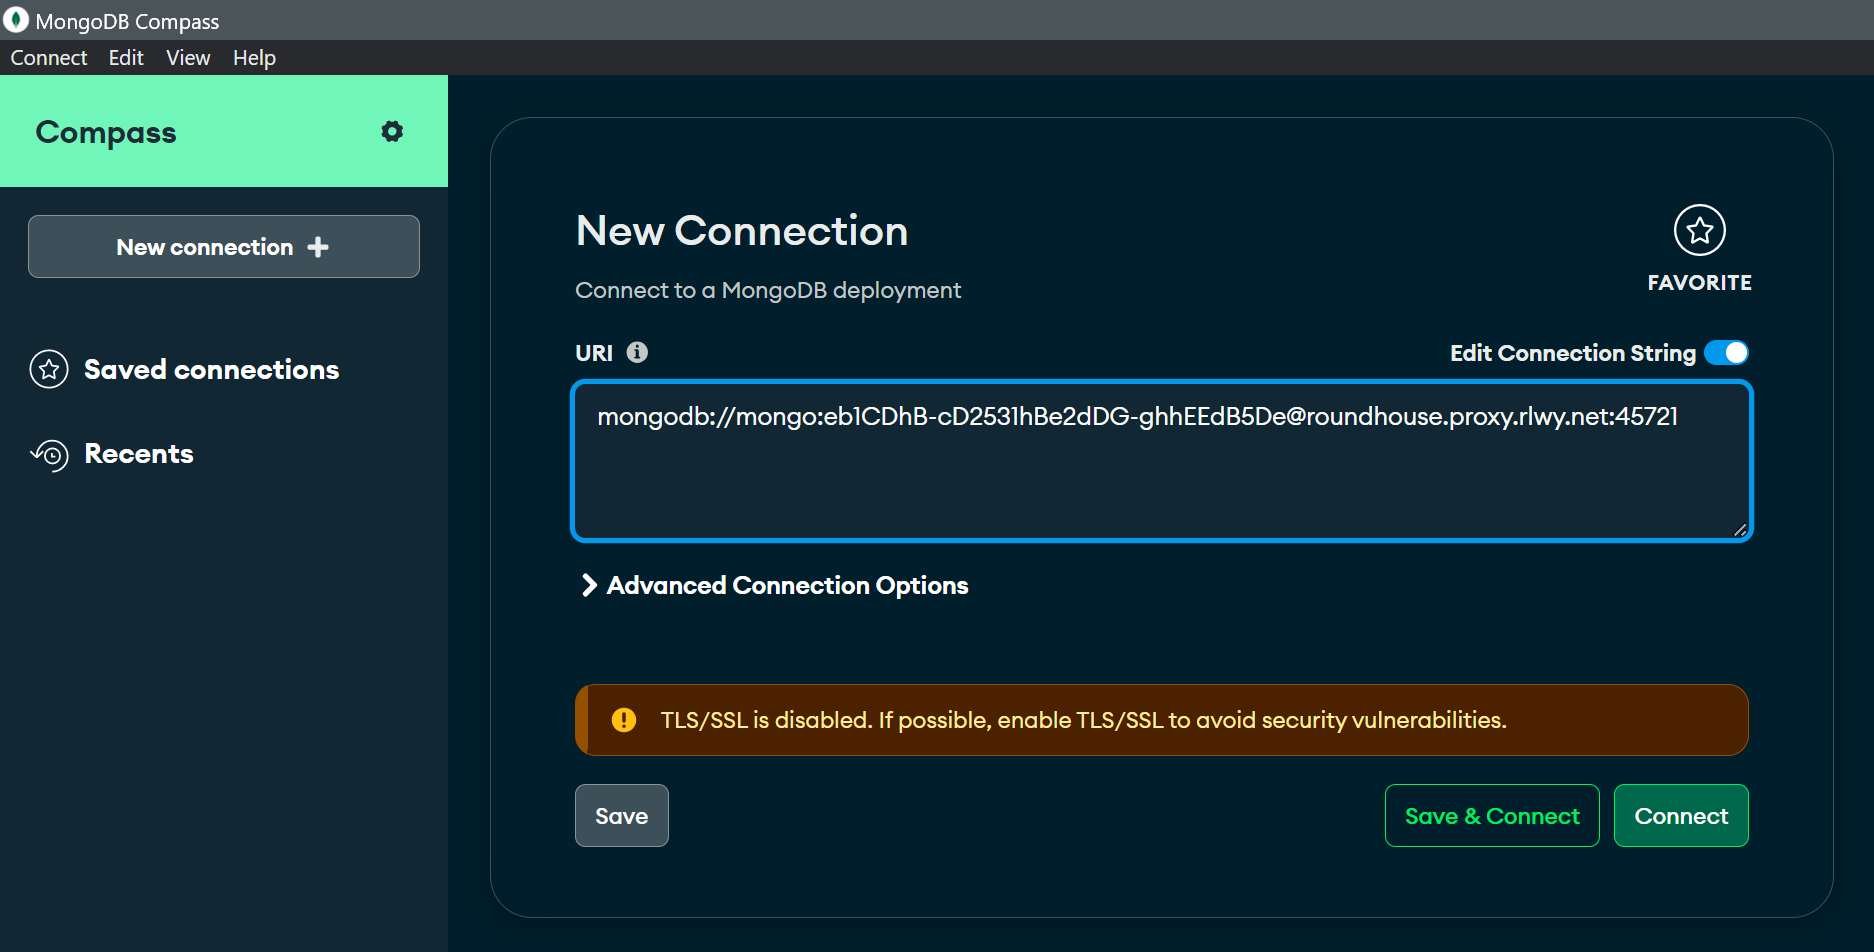 MongoDB Compass
Connect Edit View Help
Compass
New connection
Saved connections
Recents
New Connection
Connect to a MongoDB deployment
FAVORITE
URI
Edit Connection String
mongodb://mongo:eb1CDhB-cD2531hBe2dDG-ghhEEdB5De@roundhouse.proxy.rlwy.net:45721
Advanced Connection Options
TLS/SSL is disabled. If possible, enable TLS/SSL to avoid security vulnerabilities.
Save
Save & Connect
Connect